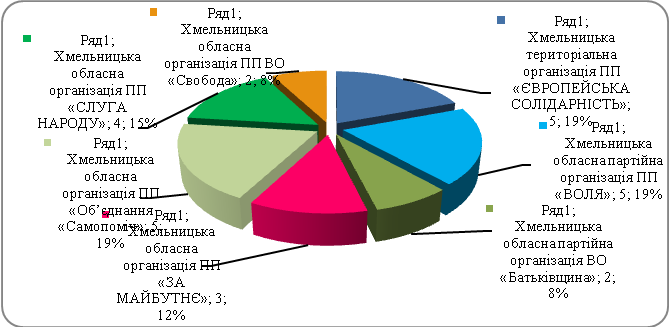 Ряд1;
Хмельницька
територіальна
організація ПП
«ЄВРОПЕЙСЬКА
СОЛІДАРНІСТЬ»;
5; 19%
Ряд1;
Хмельницька
обласна партійна
організація ПП
«ВОЛЯ»; 5; 19%
Ряд1;
Хмельницька
обласна партійна
організація ВО
«Батьківщина»; 2;
8%
Ряд1;
Хмельницька
обласна
організація ПП
«ЗА
МАЙБУТНЄ»; 3;
12%
Ряд1;
Хмельницька
обласна
організація ПП
«Об’єднання
«Самопоміч»; 5;
19%
Ряд1;
Хмельницька
обласна
організація ПП
«СЛУГА
НАРОДУ»; 4; 15%
Ряд1;
Хмельницька
обласна
організація ПП ВО
«Свобода»; 2; 8%